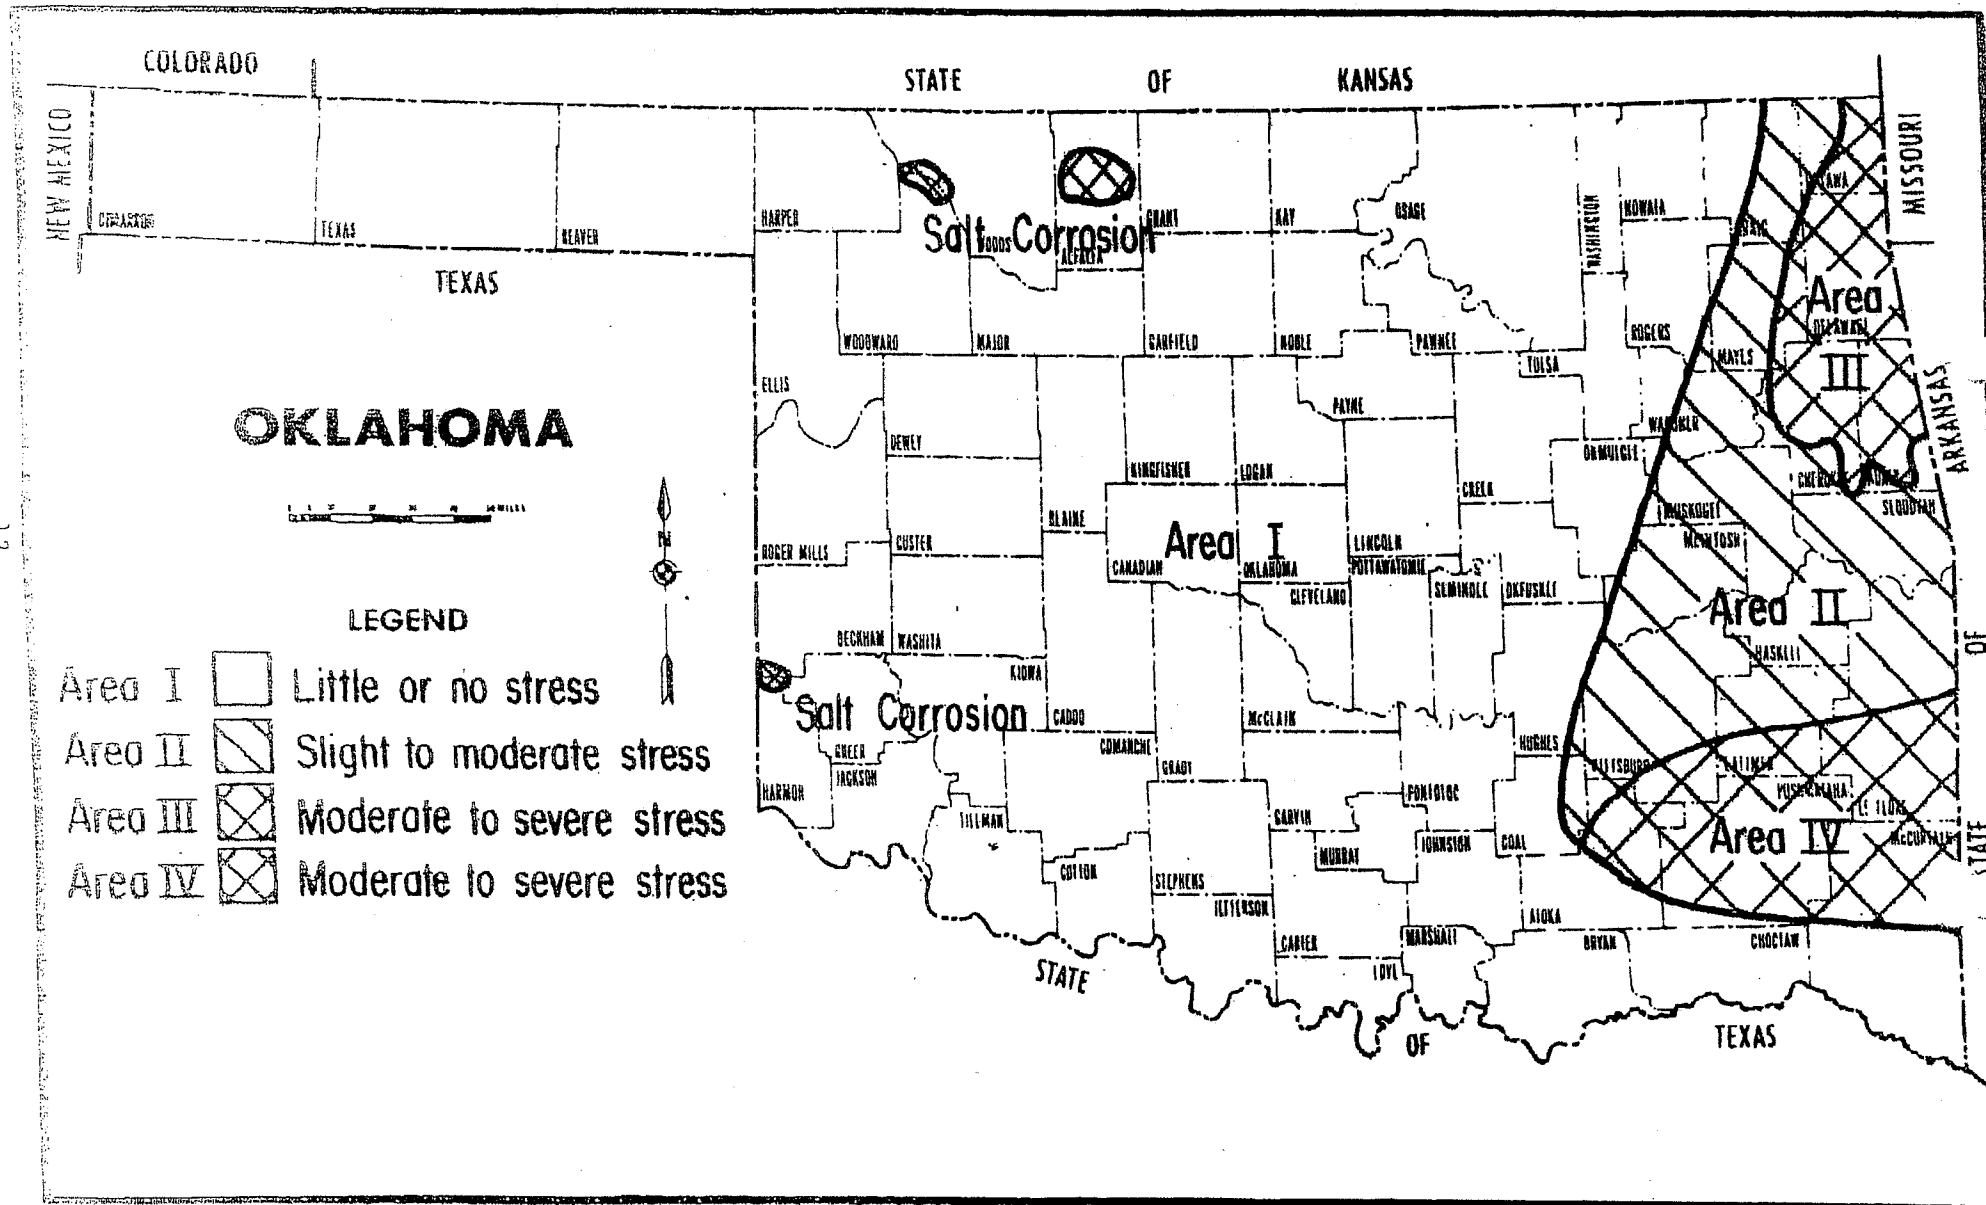 COLORADO
STATE OF KANSAS
NEW MEXICO
MISSOURI
CIMARRON
TEXAS
BEAVER
HARPER
Salt Corrosion
WOODS
ALFALFA
GRANT
KAY
OSAGE
WASHINGTON
NOWATA
CRAIG
TAWA
TEXAS
WOODWARD
MAJOR
GARFIELD
NOBLE
PAWNEE
TULSA
ROGERS
MAYES
Area
DELAWARE
III
ELLIS
OKLAHOMA
DEWEY
KINGFISHER
LOGAN
PAYNE
CREEK
OKMULGEE
WAGONER
ARKANSAS
MILES
N
ROGER MILLS
CUSTER
BLAINE
Area I
CANADIAN
OKLAHOMA
CLEVELAND
LINCOLN
POTTAWATOMIE
SEMINOLE
OKFUSKEE
MUSKOGEE
McINTOSH
SEQUOYAH
Area II
HASKELL
OF
LEGEND
Area I Little or no stress
Area II Slight to moderate stress
Area III Moderate to severe stress
Area IV Moderate to severe stress
BECKHAM
WASHITA
KIOWA
Salt Corrosion
CADDO
COMANCHE
GRADY
McCLAIN
HUGHES
PITTSBURG
LATIMER
PUSHMATAHA
LE FLORE
McCURTAIN
Area IV
STATE
GREER
JACKSON
HARMON
TILLMAN
COTTON
STEPHENS
JEFFERSON
GARVIN
MURRAY
PONTOTOC
JOHNSTON
COAL
ATOKA
CARTER
LOVE
MARSHALL
BRYAN
CHOCTAW
STATE
OF
TEXAS